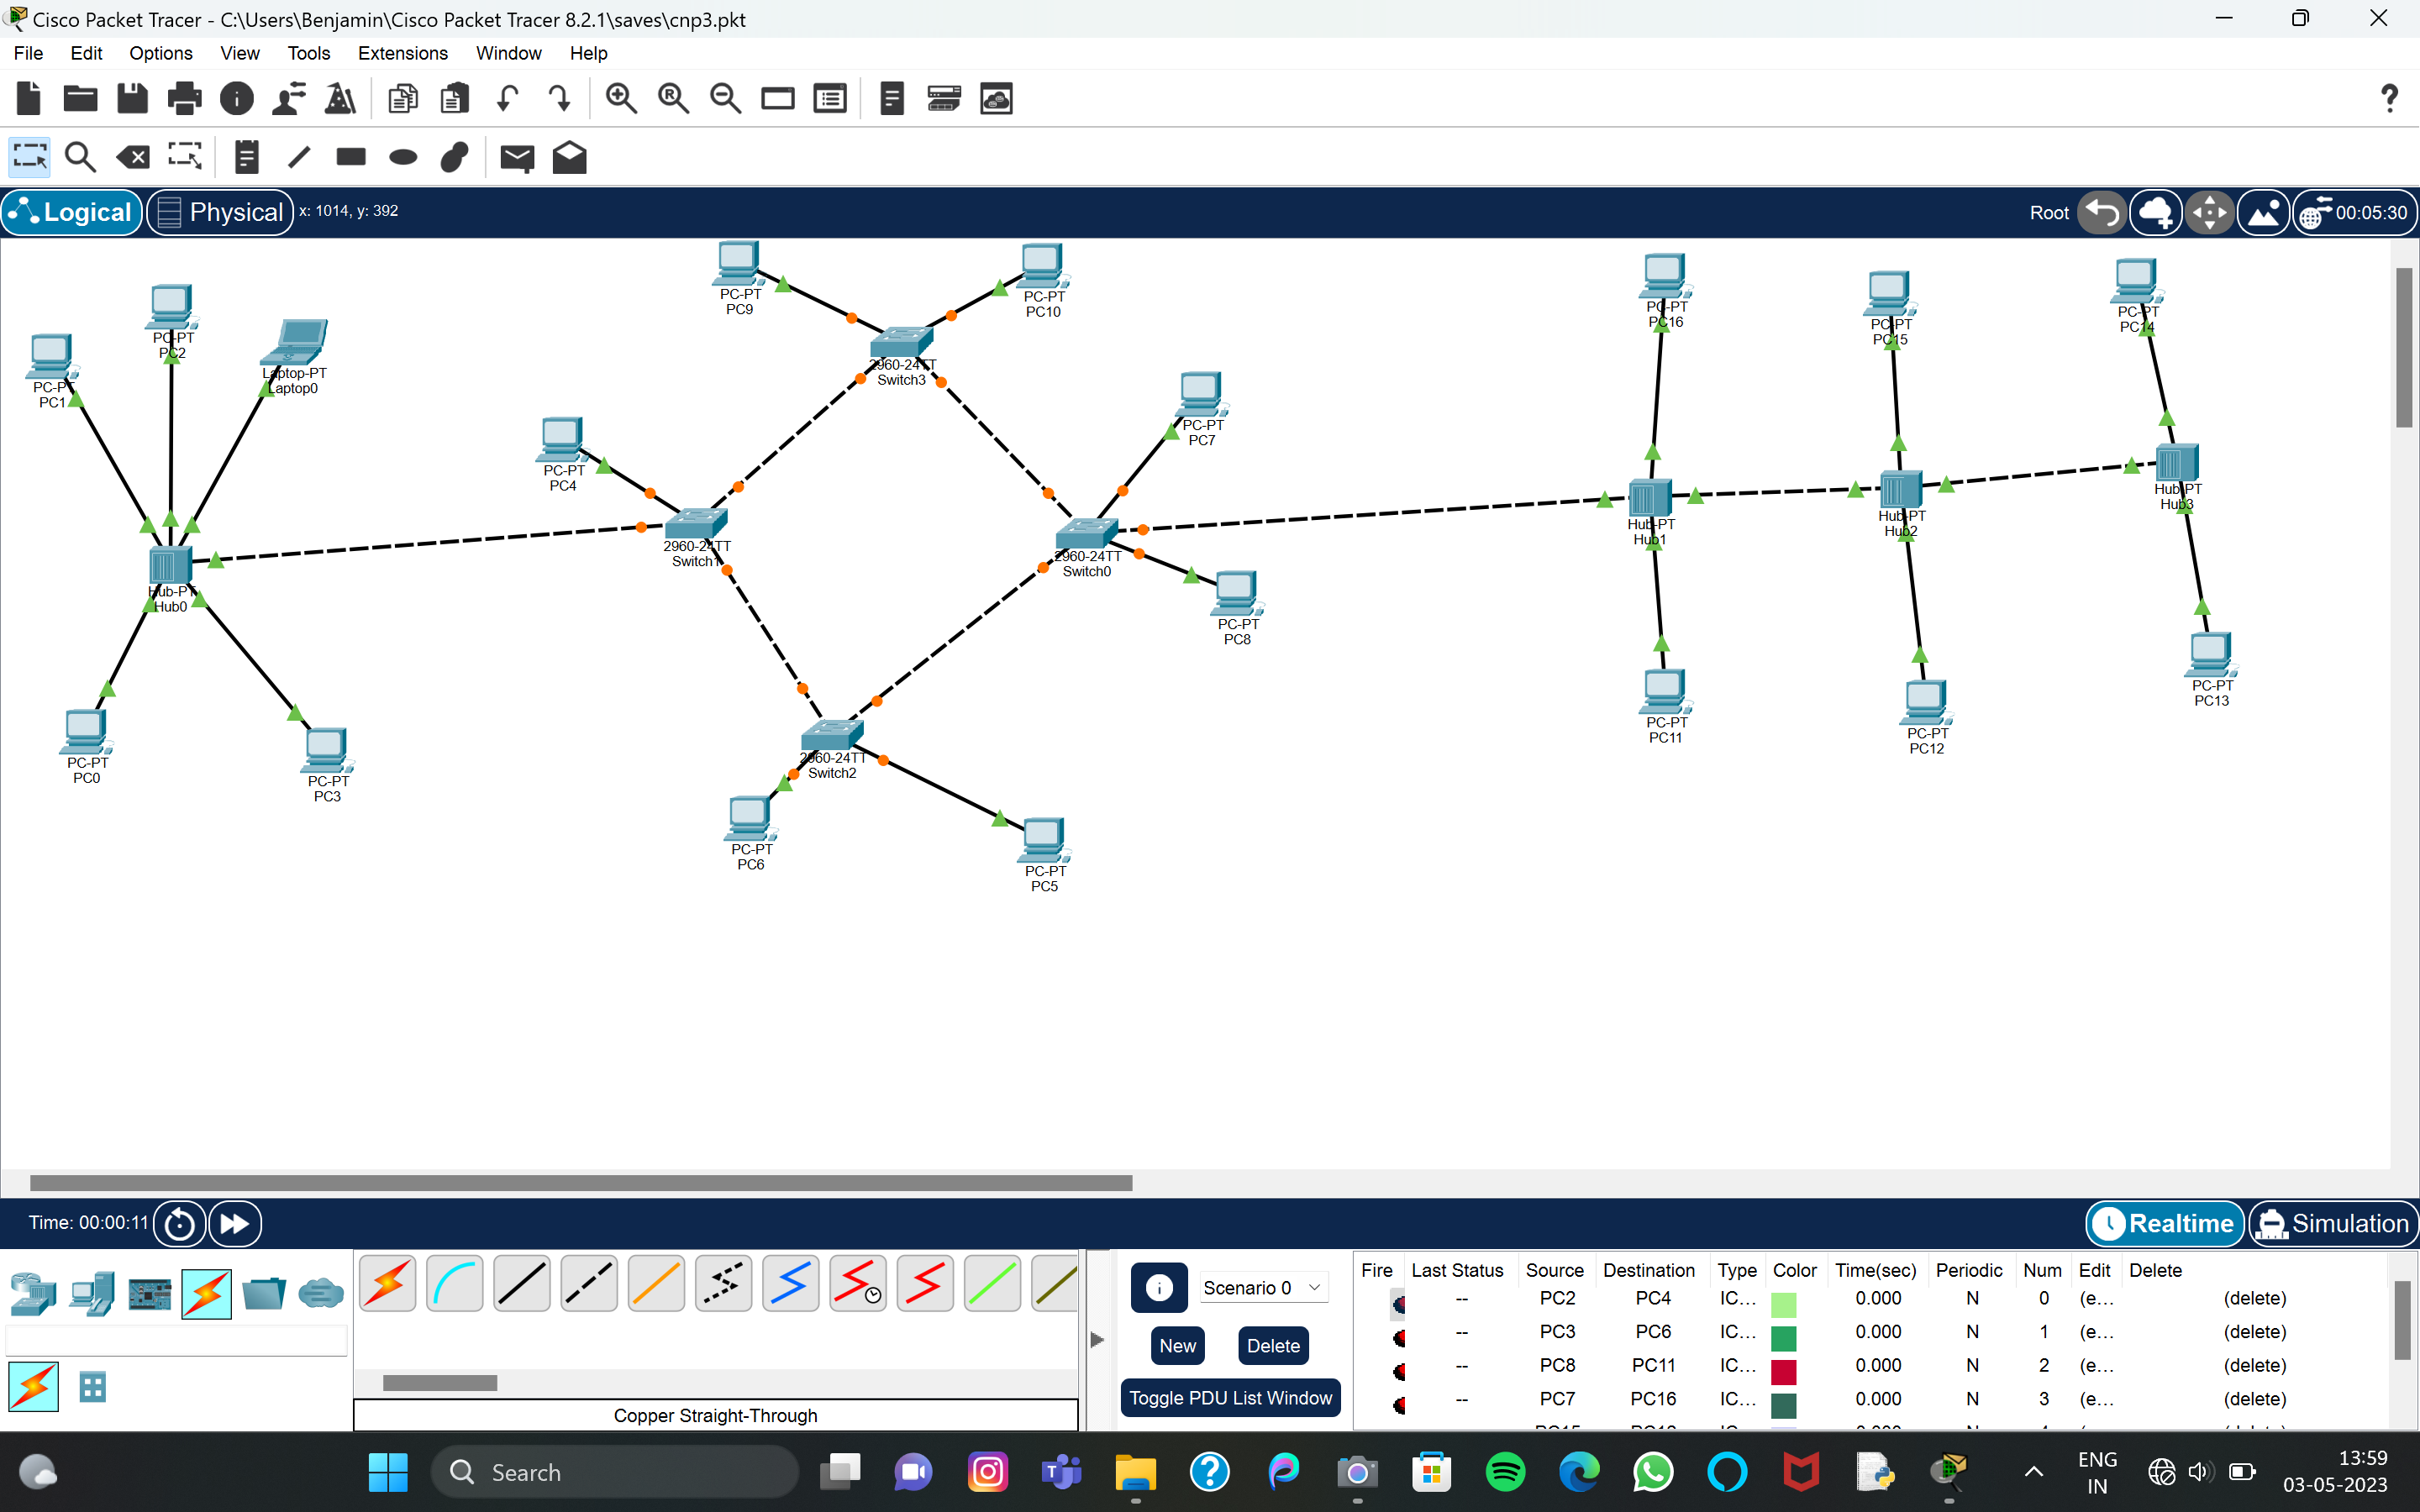 Cisco Packet Tracer - C:\Users\Benjamin\Cisco Packet Tracer 8.2.1\saves\cnp3.pkt
File Edit Options View Tools Extensions Window Help
Logical Physical x: 1014, y: 392 Root 00:05:30
PC-PT
PC9
PC-PT
PC10
PC-PT
PC16
PC-PT
PC15
PC-PT
PC14
PC-PT
PC2
PC-PT
PC1
Laptop-PT
Laptop0
2960-24TT
Switch3
PC-PT
PC7
PC-PT
PC4
2960-24TT
Switch1
2960-24TT
Switch0
Hub-PT
Hub1
Hub-PT
Hub2
Hub-PT
Hub3
Hub-PT
Hub0
PC-PT
PC8
PC-PT
PC13
PC-PT
PC11
PC-PT
PC12
PC-PT
PC0
PC-PT
PC3
2960-24TT
Switch2
PC-PT
PC6
PC-PT
PC5
Time: 00:00:11 Realtime Simulation
Scenario 0
New Delete
Toggle PDU List Window
Fire Last Status Source Destination Type Color Time(sec) Periodic Num Edit Delete
-- PC2 PC4 IC... 0.000 N 0 (e... (delete)
-- PC3 PC6 IC... 0.000 N 1 (e... (delete)
-- PC8 PC11 IC... 0.000 N 2 (e... (delete)
-- PC7 PC16 IC... 0.000 N 3 (e... (delete)
Copper Straight-Through
Search
ENG
IN
13:59
03-05-2023